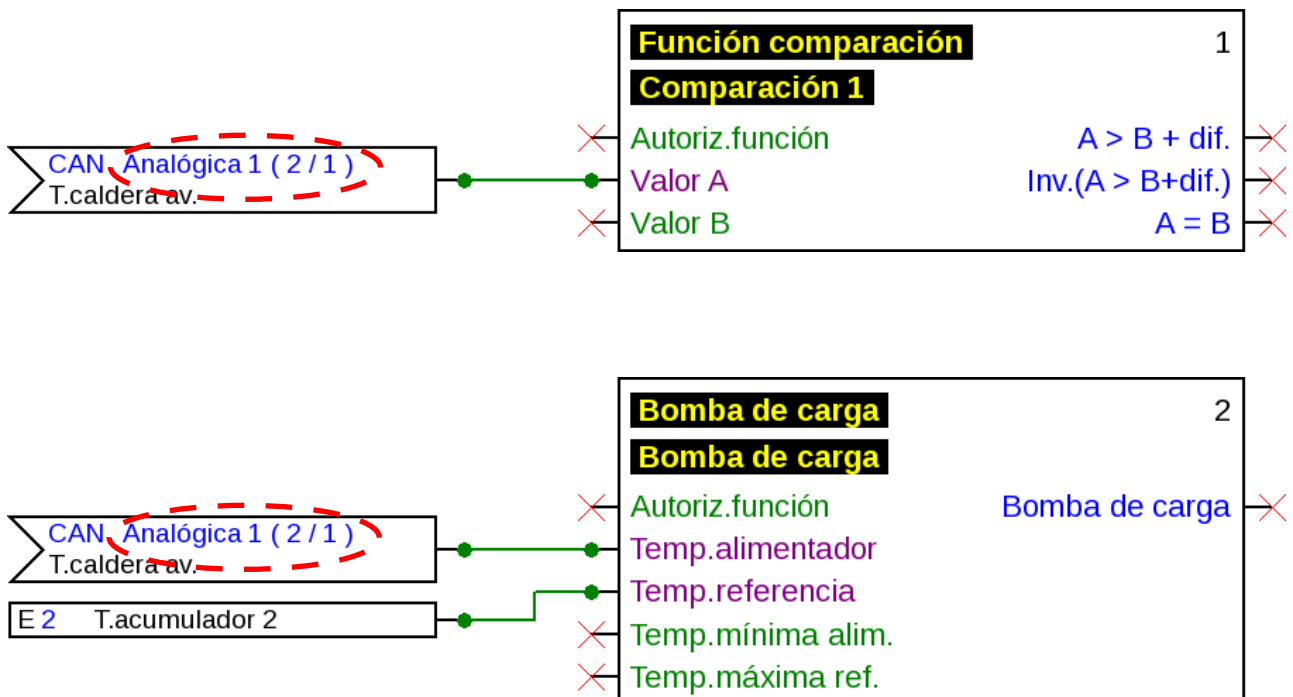 Función comparación 1
Comparación 1
Autoriz.función A > B + dif.
CAN Analógica 1 ( 2 / 1 )
T.caldera av.
Valor A Inv.(A > B+dif.)
Valor B A = B
Bomba de carga 2
Bomba de carga
Autoriz.función Bomba de carga
CAN Analógica 1 ( 2 / 1 )
T.caldera av.
Temp.alimentador
Temp.referencia
E 2 T.acumulador 2
Temp.mínima alim.
Temp.máxima ref.